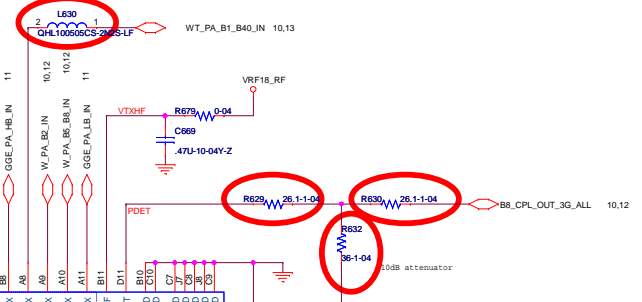 L630
2 1
QHL100505CS-2N2S-LF
WT_PA_B1_B40_IN 10,13
GGE_PA_HB_IN 11
W_PA_B2_IN 10,12
W_PA_B5_B8_IN 10,12
GGE_PA_LB_IN 11
VRF18_RF
VTXHF
R679 0-04
C669
.47U-10-04Y-Z
R629 26.1-1-04
R630 26.1-1-04
B8_CPL_OUT_3G_ALL 10,12
PDET
R632
36-1-04
10dB attenuator
B8 A8 A9 A10 A11 B11 D11 B10 C10 C7 J7 C8 J8 C9
X X X X X F T D D D D D D D